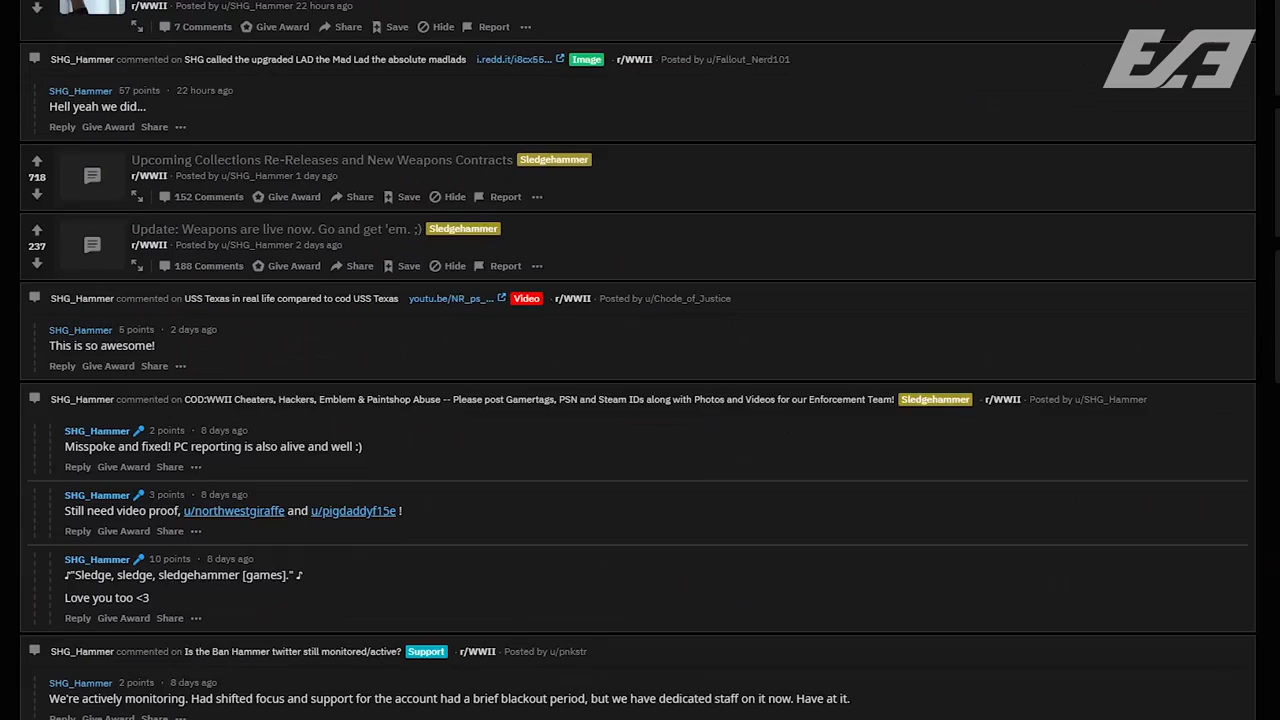 r/WWII Posted by u/SHG_Hammer 22 hours ago
7 Comments Give Award Share Save Hide Report ...
SHG_Hammer commented on SHG called the upgraded LAD the Mad Lad the absolute madlads i.redd.it/i8cx55... Image · r/WWII · Posted by u/Fallout_Nerd101
SHG_Hammer 57 points · 22 hours ago
Hell yeah we did...
Reply Give Award Share ...
Upcoming Collections Re-Releases and New Weapons Contracts Sledgehammer
718 r/WWII · Posted by u/SHG_Hammer 1 day ago
152 Comments Give Award Share Save Hide Report ...
Update: Weapons are live now. Go and get 'em. ;) Sledgehammer
237 r/WWII · Posted by u/SHG_Hammer 2 days ago
188 Comments Give Award Share Save Hide Report ...
SHG_Hammer commented on USS Texas in real life compared to cod USS Texas youtu.be/NR_ps_... Video · r/WWII · Posted by u/Chode_of_Justice
SHG_Hammer 5 points · 2 days ago
This is so awesome!
Reply Give Award Share ...
SHG_Hammer commented on COD:WWII Cheaters, Hackers, Emblem & Paintshop Abuse -- Please post Gamertags, PSN and Steam IDs along with Photos and Videos for our Enforcement Team! Sledgehammer · r/WWII · Posted by u/SHG_Hammer
SHG_Hammer 2 points · 8 days ago
Misspoke and fixed! PC reporting is also alive and well :)
Reply Give Award Share ...
SHG_Hammer 3 points · 8 days ago
Still need video proof, u/northwestgiraffe and u/pigdaddyf15e !
Reply Give Award Share ...
SHG_Hammer 10 points · 8 days ago
♪"Sledge, sledge, sledgehammer [games]." ♪
Love you too <3
Reply Give Award Share ...
SHG_Hammer commented on Is the Ban Hammer twitter still monitored/active? Support · r/WWII · Posted by u/pnkstr
SHG_Hammer 2 points · 8 days ago
We're actively monitoring. Had shifted focus and support for the account had a brief blackout period, but we have dedicated staff on it now. Have at it.
Reply Give Award Share ...